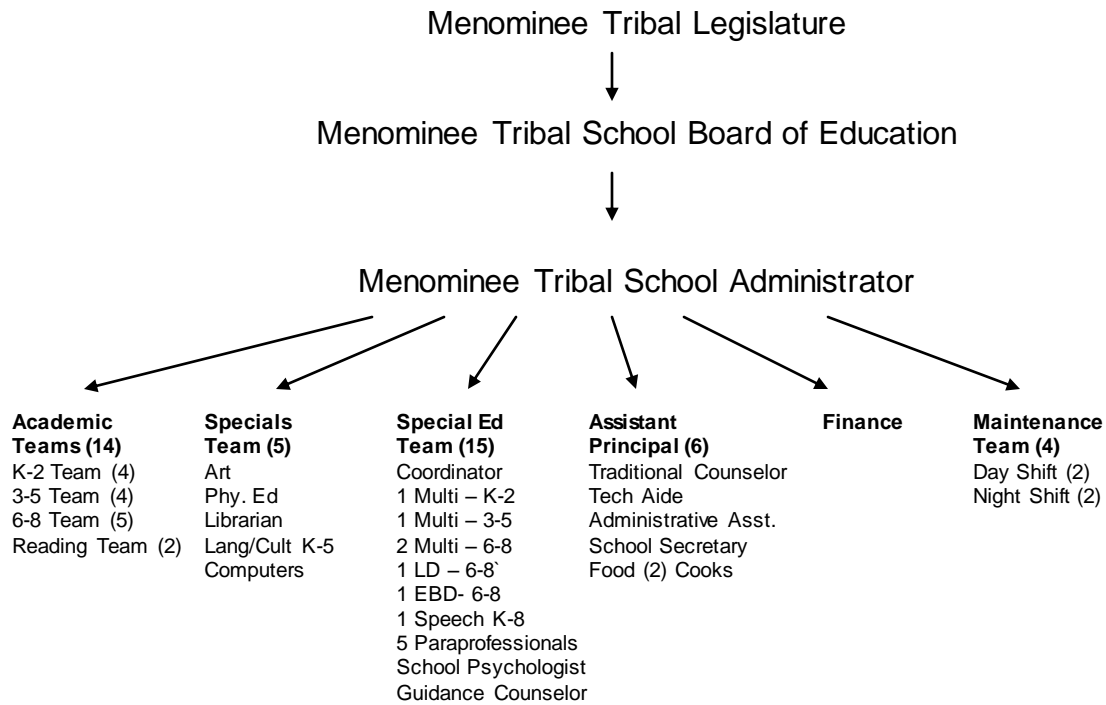 Menominee Tribal Legislature
Menominee Tribal School Board of Education
Menominee Tribal School Administrator
Academic
Teams (14)
K-2 Team (4)
3-5 Team (4)
6-8 Team (5)
Reading Team (2)
Specials
Team (5)
Art
Phy. Ed
Librarian
Lang/Cult K-5
Computers
Special Ed
Team (15)
Coordinator
1 Multi – K-2
1 Multi – 3-5
2 Multi – 6-8
1 LD – 6-8`
1 EBD- 6-8
1 Speech K-8
5 Paraprofessionals
School Psychologist
Guidance Counselor
Assistant
Principal (6)
Traditional Counselor
Tech Aide
Administrative Asst.
School Secretary
Food (2) Cooks
Finance
Maintenance
Team (4)
Day Shift (2)
Night Shift (2)